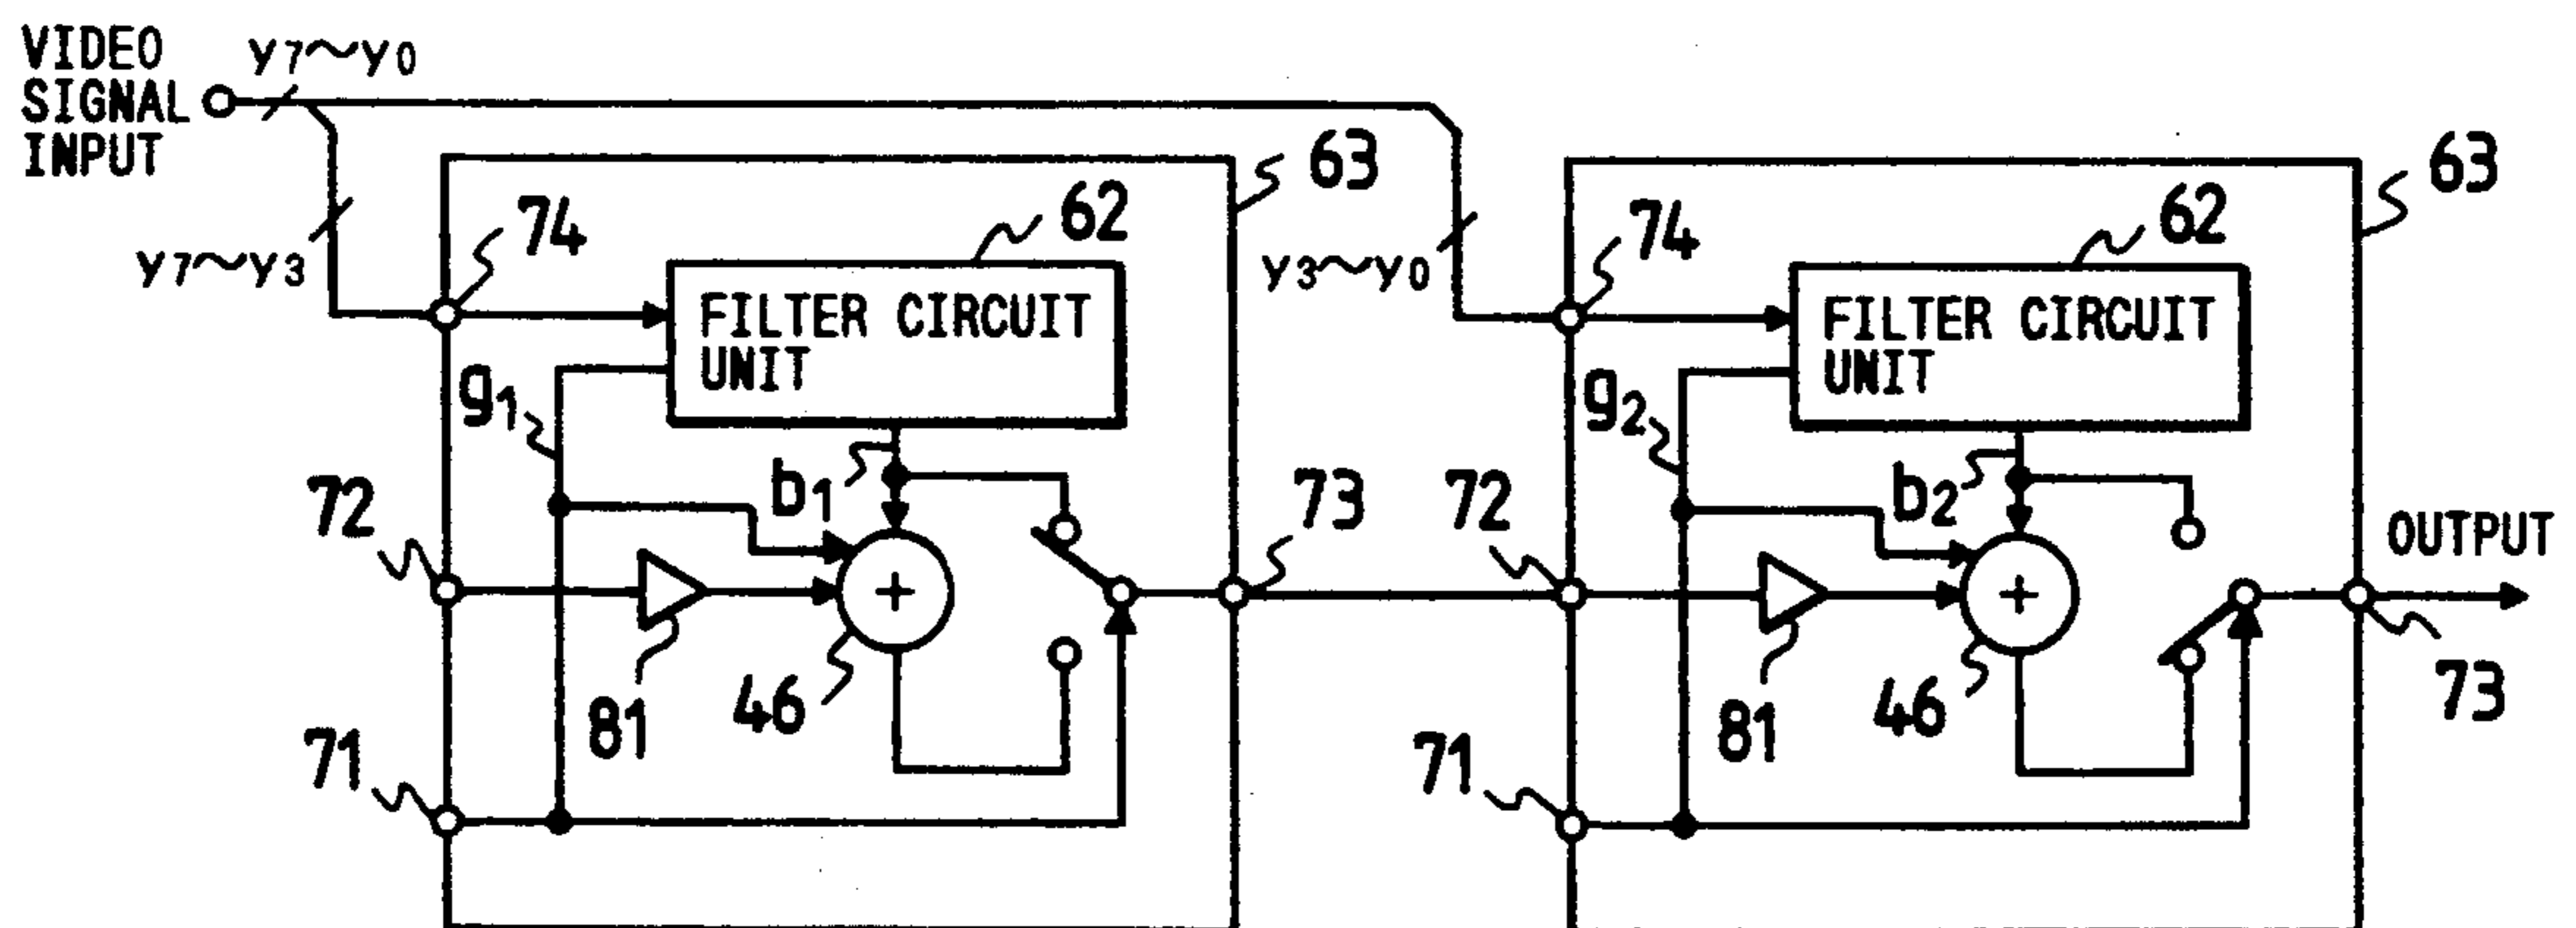 VIDEO
SIGNAL
INPUT
y7~y0
y7~y3
74
62
63
FILTER CIRCUIT
UNIT
g1
b1
72
73
81
46
71
y3~y0
74
62
63
FILTER CIRCUIT
UNIT
g2
b2
72
OUTPUT
+
+
81
46
73
71